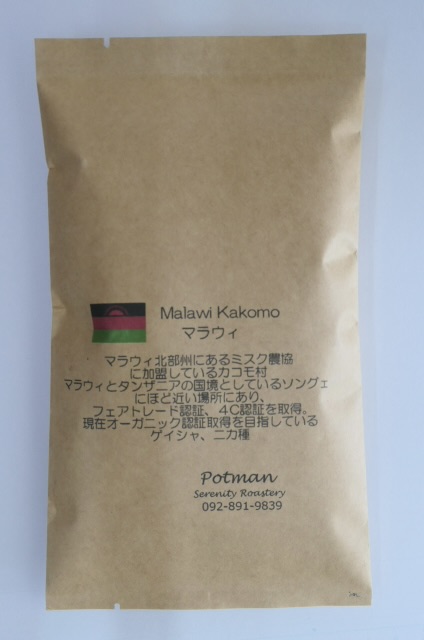 Malawi Kakomo
マラウィ
マラウィ北部州にあるミスク農協
に加盟しているカコモ村
マラウィとタンザニアの国境としているソングェ
にほど近い場所にあり、
フェアトレード認証、４C認証を取得。
現在オーガニック認証取得を目指している
ゲイシャ、ニカ種
Potman
Serenity Roastery
092-891-9839